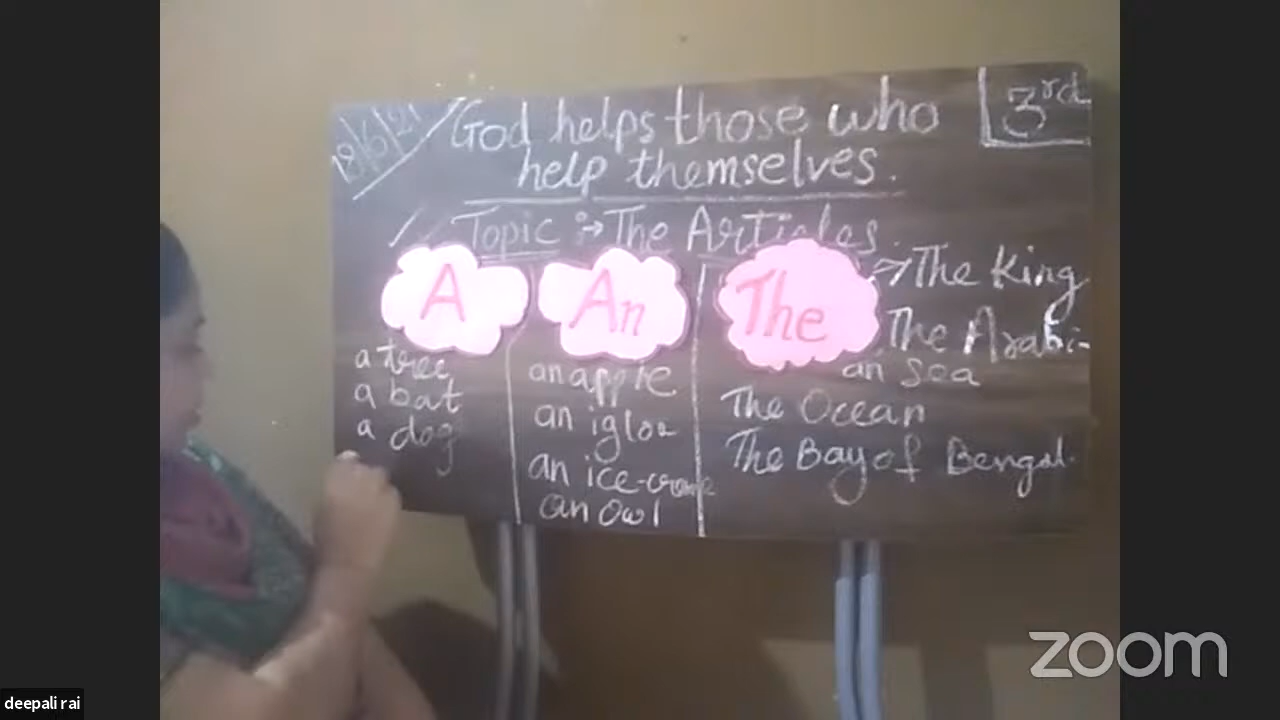 18/6/21
God helps those who
help themselves.
3rd
Topic :→ The Articles
A
a tree
a bat
a dog
An
an apple
an igloo
an ice-creame
an owl
The
→ The King
The Arabi-
an sea
The Ocean
The Bay of Bengal.
zoom
deepali rai